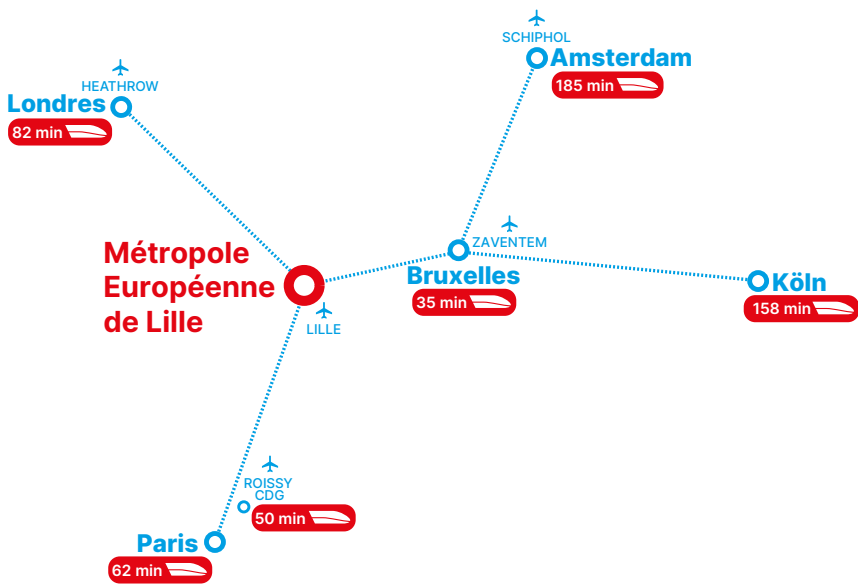 SCHIPHOL
Amsterdam
185 min
HEATHROW
Londres
82 min
ZAVENTEM
Bruxelles
35 min
Köln
158 min
Métropole
Européenne
de Lille
LILLE
ROISSY
CDG
50 min
Paris
62 min